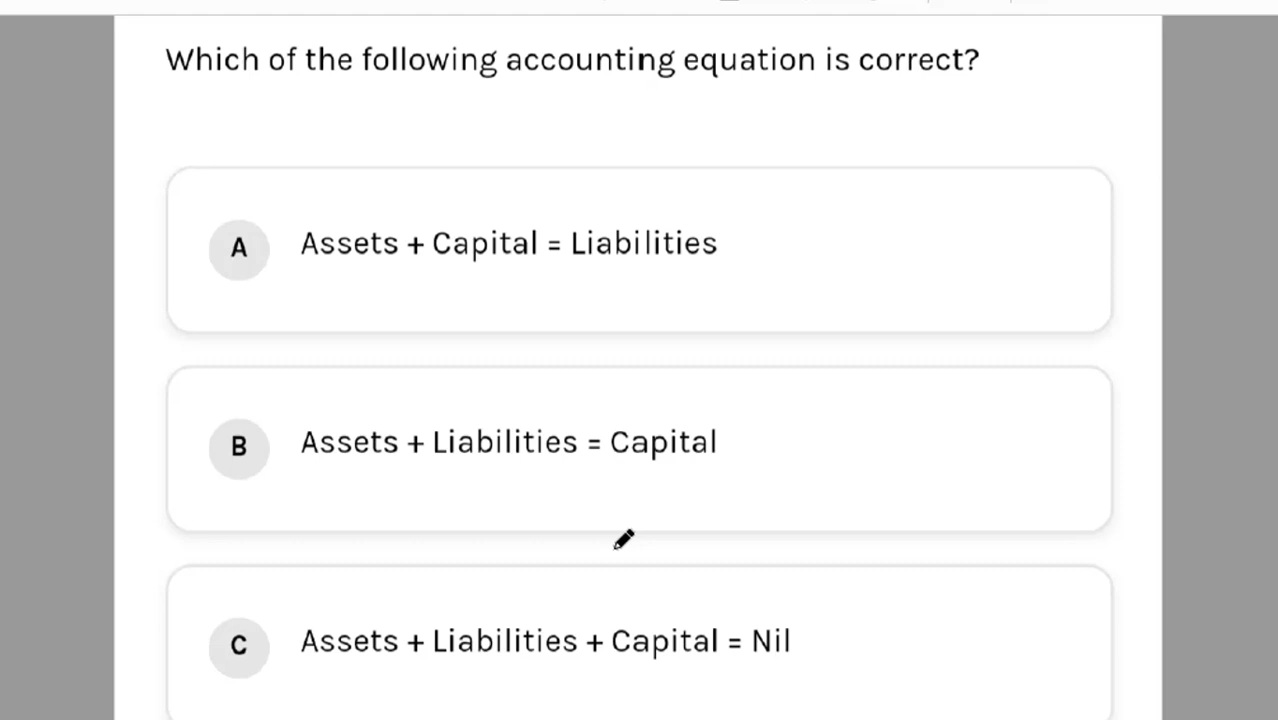 Which of the following accounting equation is correct?
A Assets + Capital = Liabilities
B Assets + Liabilities = Capital
C Assets + Liabilities + Capital = Nil